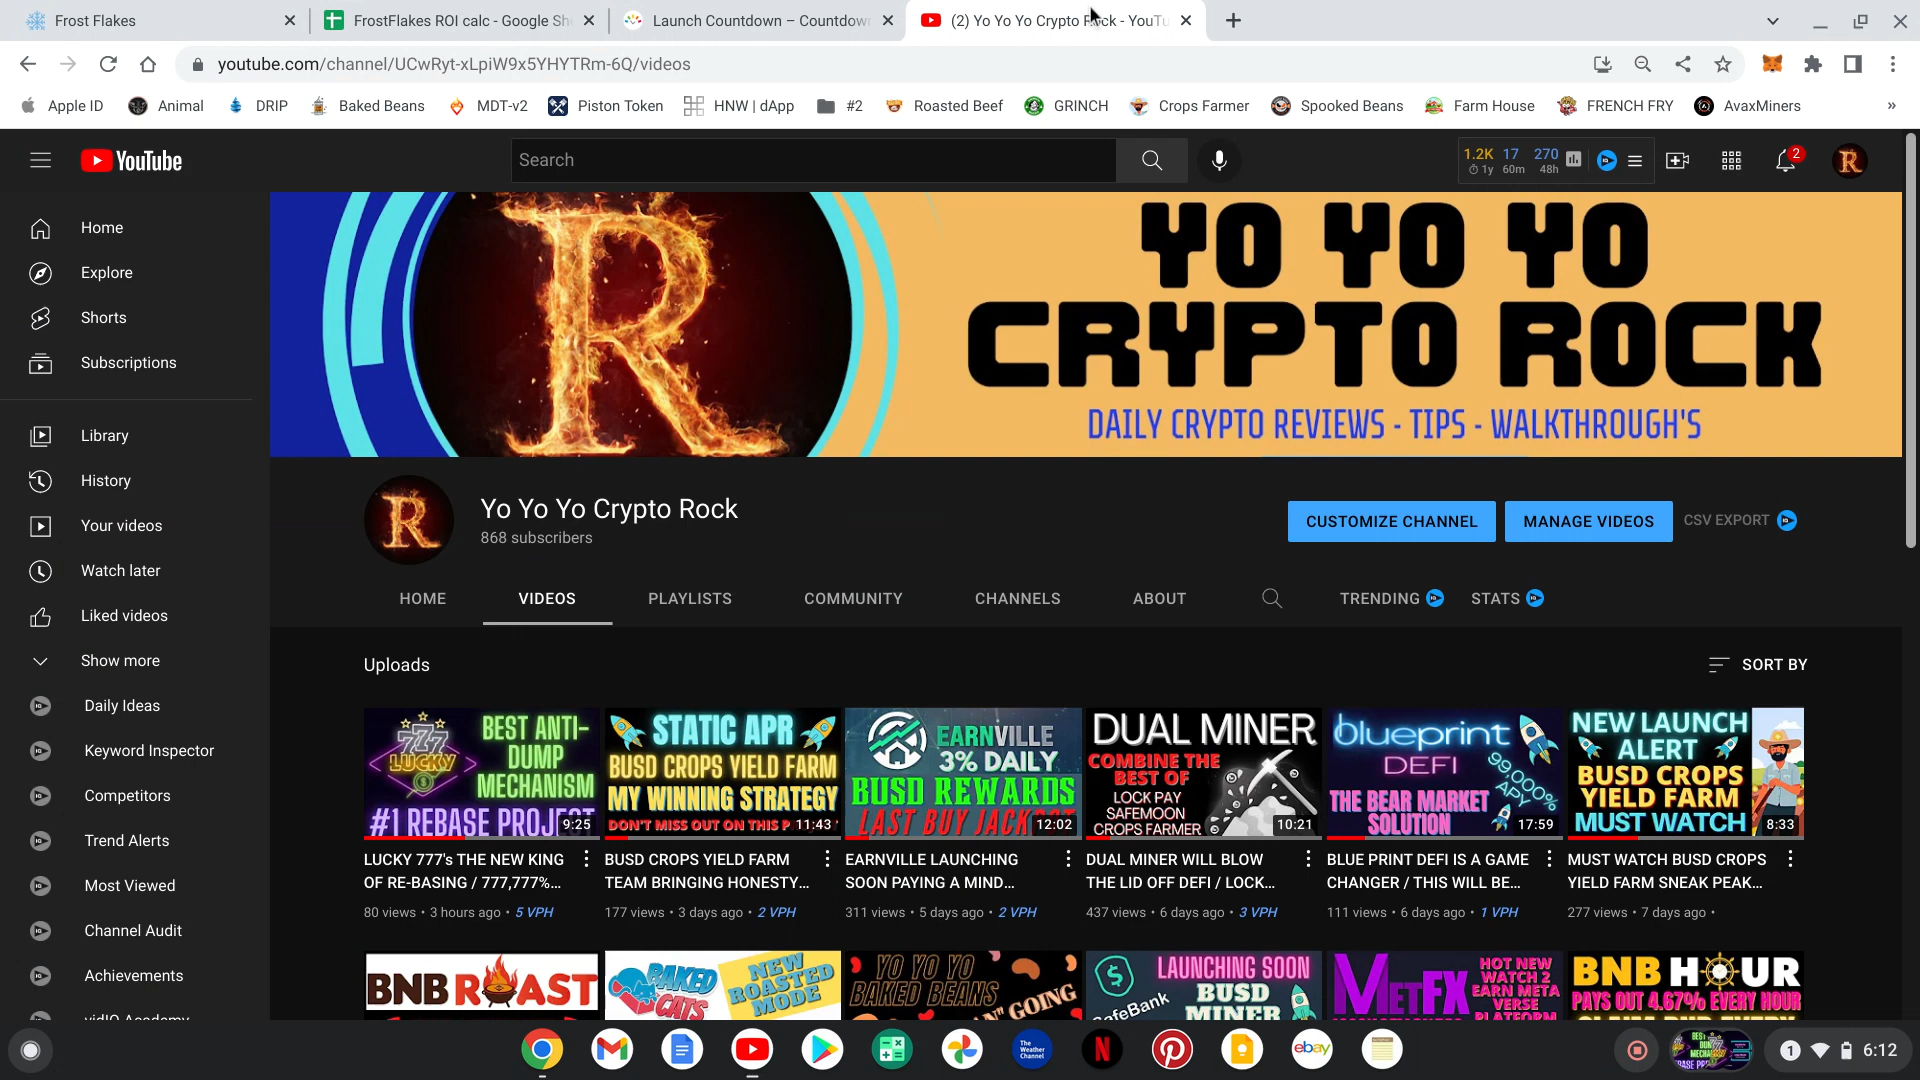 Frost Flakes
FrostFlakes ROI calc - Google Sh
Launch Countdown – Countdown
(2) Yo Yo Yo Crypto Rock - YouTu
youtube.com/channel/UCwRyt-xLpiW9x5YHYTRm-6Q/videos
Apple ID
Animal
DRIP
Baked Beans
MDT-v2
Piston Token
HNW | dApp
#2
Roasted Beef
GRINCH
Crops Farmer
Spooked Beans
Farm House
FRENCH FRY
AvaxMiners
»
YouTube
Search
1.2K 17 270
1y 60m 48h
2
R
YO YO YO
CRYPTO ROCK
DAILY CRYPTO REVIEWS - TIPS - WALKTHROUGH'S
R
Home
Explore
Shorts
Subscriptions
Library
History
Your videos
Watch later
Liked videos
Show more
Daily Ideas
Keyword Inspector
Competitors
Trend Alerts
Most Viewed
Channel Audit
Achievements
vidIQ Academy
R
Yo Yo Yo Crypto Rock
868 subscribers
CUSTOMIZE CHANNEL
MANAGE VIDEOS
CSV EXPORT
HOME
VIDEOS
PLAYLISTS
COMMUNITY
CHANNELS
ABOUT
TRENDING
STATS
Uploads
SORT BY
777
LUCKY
BEST ANTI-
DUMP
MECHANISM
#1 REBASE PROJECT
9:25
LUCKY 777's THE NEW KING
OF RE-BASING / 777,777%...
80 views • 3 hours ago • 5 VPH
STATIC APR
BUSD CROPS YIELD FARM
MY WINNING STRATEGY
DON'T MISS OUT ON THIS P
11:43
BUSD CROPS YIELD FARM
TEAM BRINGING HONESTY...
177 views • 3 days ago • 2 VPH
EARNVILLE
3% DAILY
BUSD REWARDS
LAST BUY JACK
12:02
EARNVILLE LAUNCHING
SOON PAYING A MIND...
311 views • 5 days ago • 2 VPH
DUAL MINER
COMBINE THE
BEST OF
LOCK PAY
SAFEMOON
CROPS FARMER
10:21
DUAL MINER WILL BLOW
THE LID OFF DEFI / LOCK...
437 views • 6 days ago • 3 VPH
blueprint
DEFI
99,000%
APY
THE BEAR MARKET
SOLUTION
17:59
BLUE PRINT DEFI IS A GAME
CHANGER / THIS WILL BE...
111 views • 6 days ago • 1 VPH
NEW LAUNCH
ALERT
BUSD CROPS
YIELD FARM
MUST WATCH
8:33
MUST WATCH BUSD CROPS
YIELD FARM SNEAK PEAK...
277 views • 7 days ago •
BNB ROAST
BAKED
CATS
NEW
ROASTED
MODE
YO YO YO
BAKED BEANS
GOING
LAUNCHING SOON
BUSD
MINER
SafeBank
METFX
HOT NEW
WATCH 2
EARN META
VERSE
PLATFORM
BNB HOUR
PAYS OUT 4.67% EVERY HOUR
The
Weather
Channel
N
ebay
1
6:12